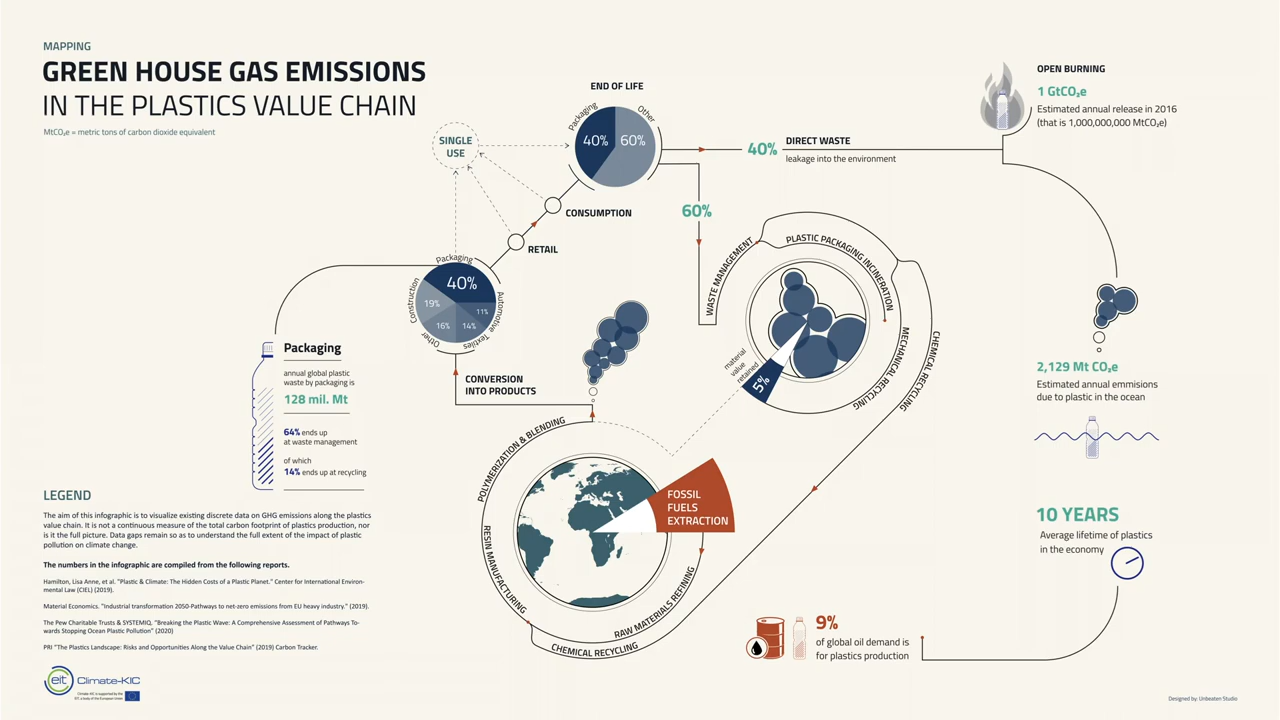 MAPPING
GREEN HOUSE GAS EMISSIONS
IN THE PLASTICS VALUE CHAIN
MtCO₂e = metric tons of carbon dioxide equivalent
END OF LIFE
Packaging
Other
40%
60%
SINGLE
USE
CONSUMPTION
RETAIL
40%
DIRECT WASTE
leakage into the environment
60%
OPEN BURNING
1 GtCO₂e
Estimated annual release in 2016
(that is 1,000,000,000 MtCO₂e)
Packaging
Construction
Automotive
Textiles
Other
40%
19%
11%
16%
14%
CONVERSION
INTO PRODUCTS
WASTE MANAGEMENT
PLASTIC PACKAGING INCINERATION
MECHANICAL RECYCLING
CHEMICAL RECYCLING
material
value
retained
5%
2,129 Mt CO₂e
Estimated annual emmisions
due to plastic in the ocean
Packaging
annual global plastic
waste by packaging is
128 mil. Mt
64% ends up
at waste management
of which
14% ends up at recycling
POLYMERIZATION & BLENDING
RESIN MANUFACTURING
CHEMICAL RECYCLING
RAW MATERIALS REFINING
FOSSIL
FUELS
EXTRACTION
10 YEARS
Average lifetime of plastics
in the economy
9%
of global oil demand is
for plastics production
LEGEND
The aim of this infographic is to visualize existing discrete data on GHG emissions along the plastics
value chain. It is not a continuous measure of the total carbon footprint of plastics production, nor
is it the full picture. Data gaps remain so as to understand the full extent of the impact of plastic
pollution on climate change.
The numbers in the infographic are compiled from the following reports.
Hamilton, Lisa Anne, et al. "Plastic & Climate: The Hidden Costs of a Plastic Planet." Center for International Environ-
mental Law (CIEL) (2019).
Material Economics. "Industrial transformation 2050-Pathways to net-zero emissions from EU heavy industry." (2019).
The Pew Charitable Trusts & SYSTEMIQ, "Breaking the Plastic Wave: A Comprehensive Assessment of Pathways To-
wards Stopping Ocean Plastic Pollution" (2020)
PRI "The Plastics Landscape: Risks and Opportunities Along the Value Chain" (2019) Carbon Tracker.
eit Climate-KIC
Climate-KIC is supported by the
EIT, a body of the European Union
Designed by: Unbeaten Studio